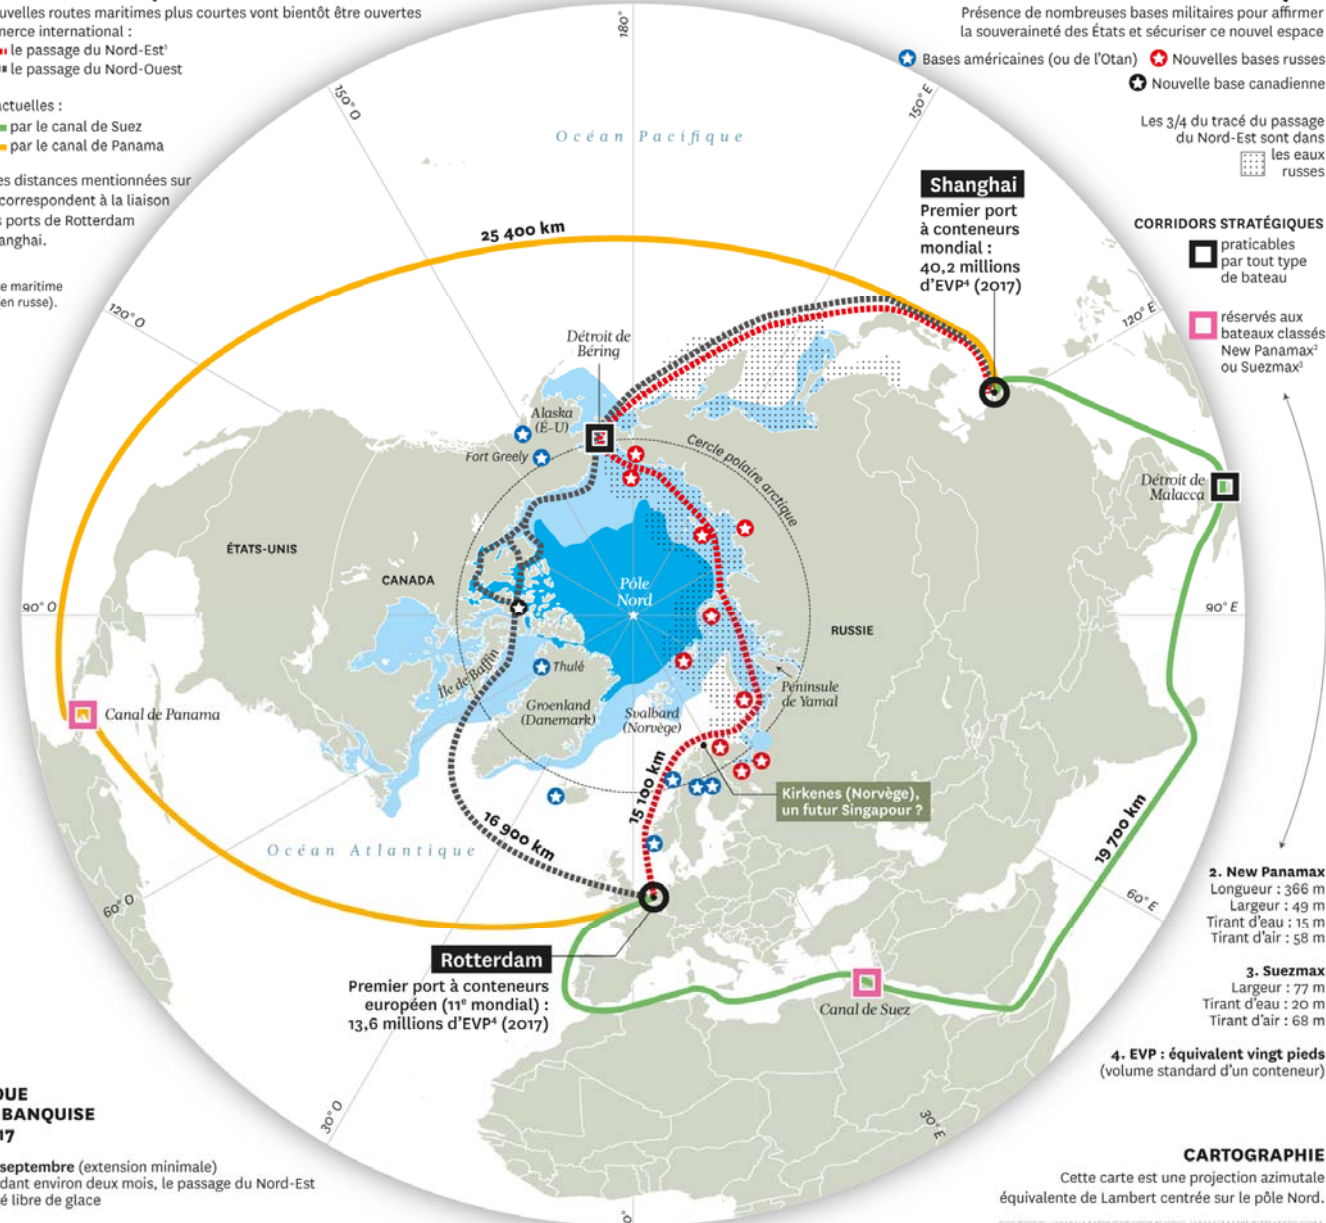 uvelles routes maritimes plus courtes vont bientôt être ouvertes
merce international :
le passage du Nord-Est¹
le passage du Nord-Ouest
actuelles :
par le canal de Suez
par le canal de Panama
es distances mentionnées sur
correspondent à la liaison
s ports de Rotterdam
anghai.
e maritime
(en russe).
Présence de nombreuses bases militaires pour affirmer
la souveraineté des États et sécuriser ce nouvel espace
Bases américaines (ou de l'Otan)
Nouvelles bases russes
Nouvelle base canadienne
Les 3/4 du tracé du passage
du Nord-Est sont dans
les eaux
russes
CORRIDORS STRATÉGIQUES
praticables
par tout type
de bateau
réservés aux
bateaux classés
New Panamax²
ou Suezmax³
180°
150° O
150° E
120° O
120° E
90° O
90° E
60° O
60° E
30° O
30° E
0°
Océan Pacifique
25 400 km
Shanghai
Premier port
à conteneurs
mondial :
40,2 millions
d'EVP⁴ (2017)
Détroit de
Béring
Alaska
(É-U)
Fort Greely
Cercle polaire arctique
Détroit de
Malacca
ÉTATS-UNIS
CANADA
Pôle
Nord
RUSSIE
Île de Baffin
Thulé
Groenland
(Danemark)
Svalbard
(Norvège)
Péninsule
de Yamal
Canal de Panama
15 100 km
Kirkenes (Norvège),
un futur Singapour ?
16 900 km
19 700 km
Océan Atlantique
Rotterdam
Premier port à conteneurs
européen (11ᵉ mondial) :
13,6 millions d'EVP⁴ (2017)
Canal de Suez
2. New Panamax
Longueur : 366 m
Largeur : 49 m
Tirant d'eau : 15 m
Tirant d'air : 58 m
3. Suezmax
Largeur : 77 m
Tirant d'eau : 20 m
Tirant d'air : 68 m
4. EVP : équivalent vingt pieds
(volume standard d'un conteneur)
QUE
BANQUISE
17
septembre (extension minimale)
dant environ deux mois, le passage du Nord-Est
é libre de glace
CARTOGRAPHIE
Cette carte est une projection azimutale
équivalente de Lambert centrée sur le pôle Nord.